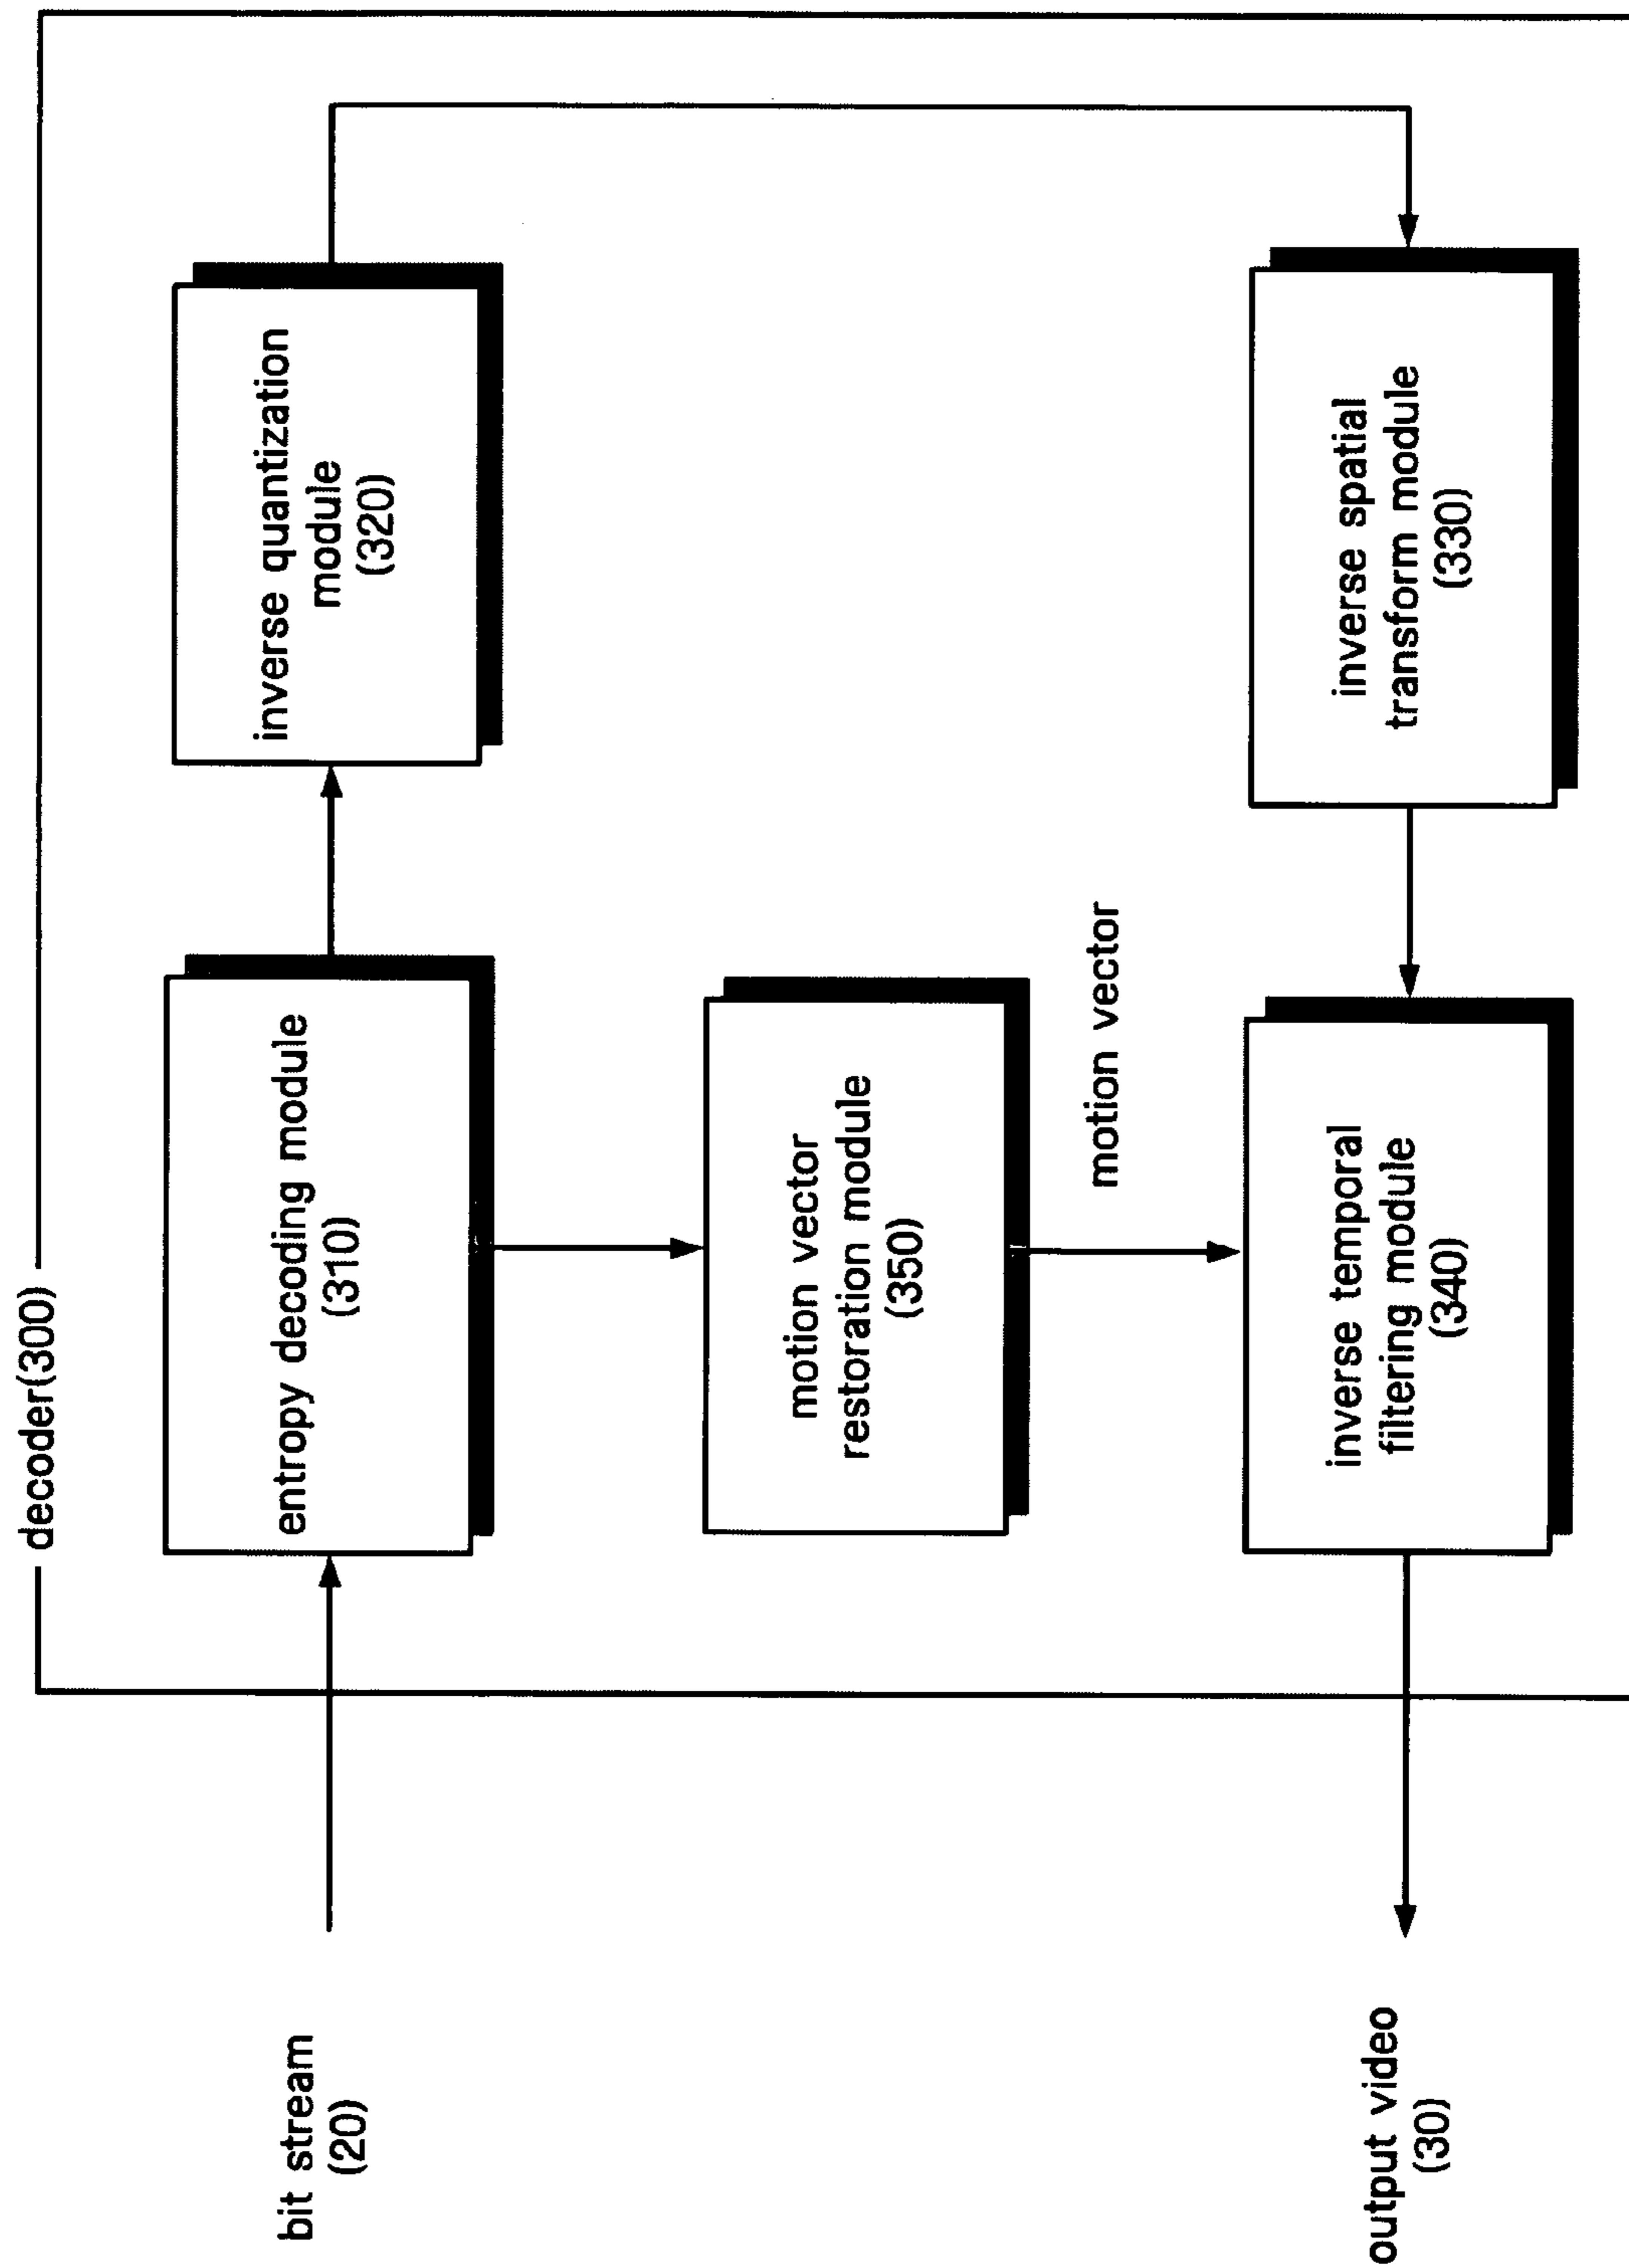 decoder(300)
bit stream
(20)
entropy decoding module
(310)
inverse quantization
module
(320)
motion vector
restoration module
(350)
motion vector
output video
(30)
inverse temporal
filtering module
(340)
inverse spatial
transform module
(330)